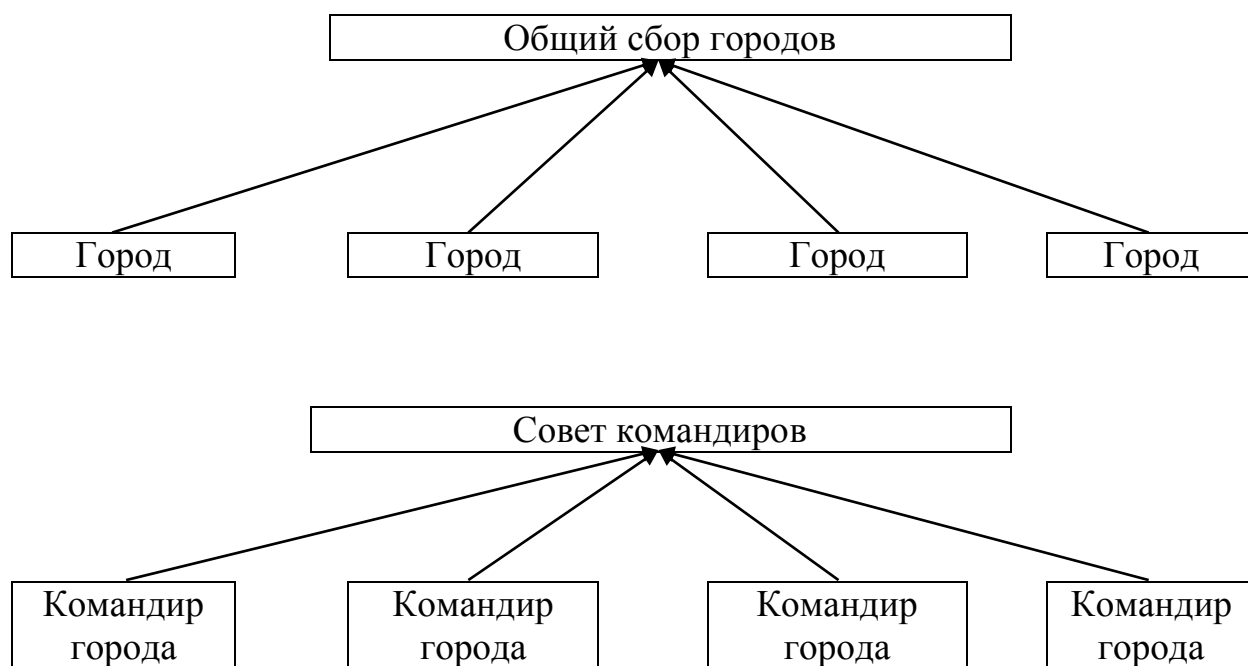 Общий сбор городов
Город Город Город Город
Совет командиров
Командир Командир Командир Командир
города города города города